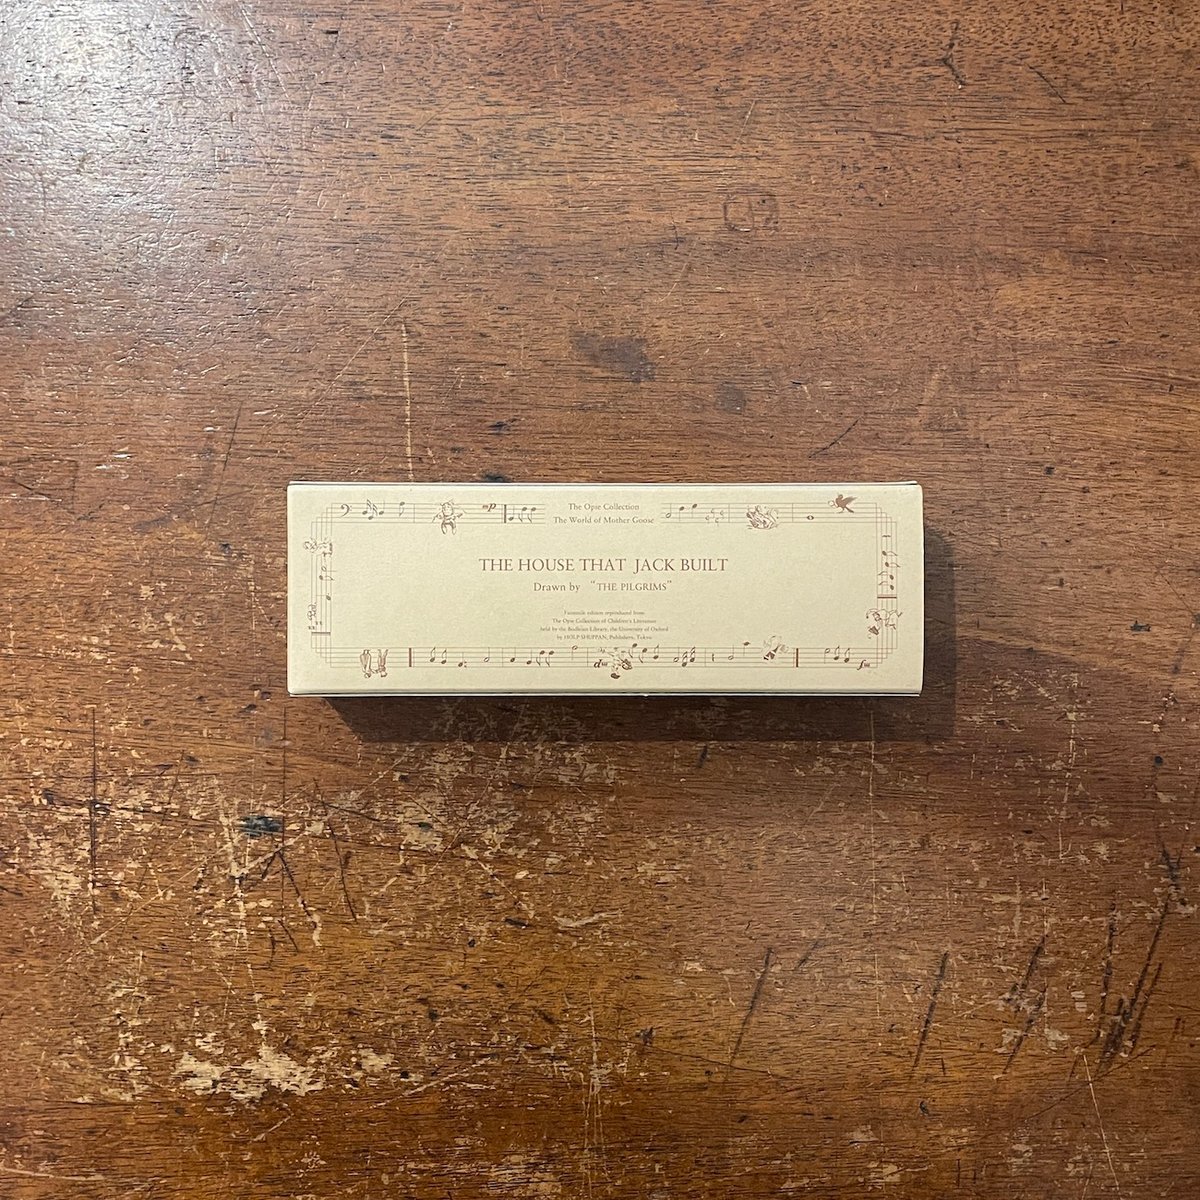 The Opie Collection
The World of Mother Goose
THE HOUSE THAT JACK BUILT
Drawn by “THE PILGRIMS”
Facsimile edition reproduced from
The Opie Collection of Children's Literature
held by the Bodleian Library, the University of Oxford
by HOLP SHUPPAN, Publishers, Tokyo